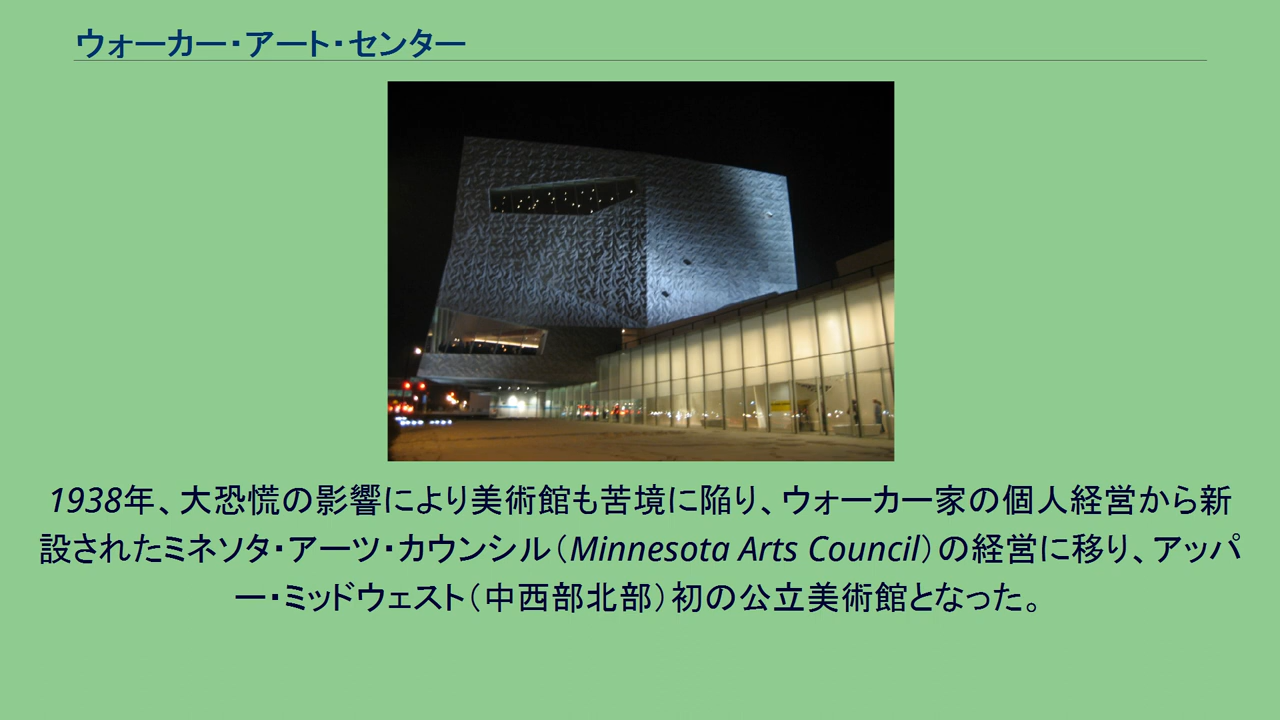 ウォーカー・アート・センター
1938年、大恐慌の影響により美術館も苦境に陥り、ウォーカー家の個人経営から新
設されたミネソタ・アーツ・カウンシル（Minnesota Arts Council）の経営に移り、アッパ
ー・ミッドウェスト（中西部北部）初の公立美術館となった。